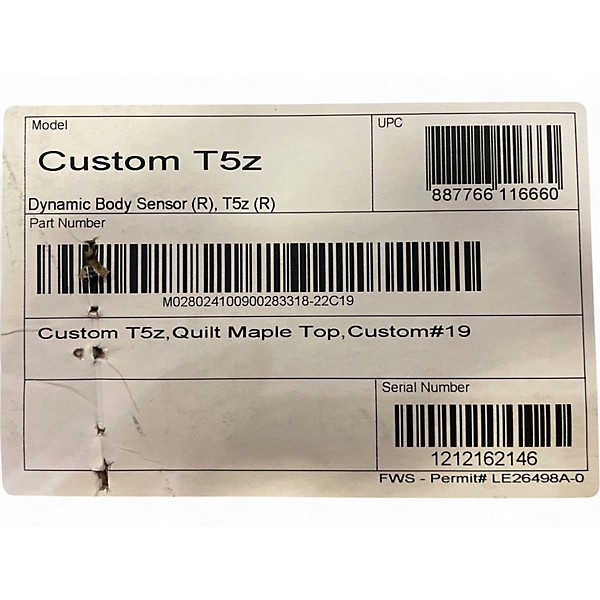 Model
Custom T5z
UPC
887766 116660
Dynamic Body Sensor (R), T5z (R)
Part Number
M028024100900283318-22C19
Custom T5z,Quilt Maple Top,Custom#19
Serial Number
1212162146
FWS - Permit# LE26498A-0